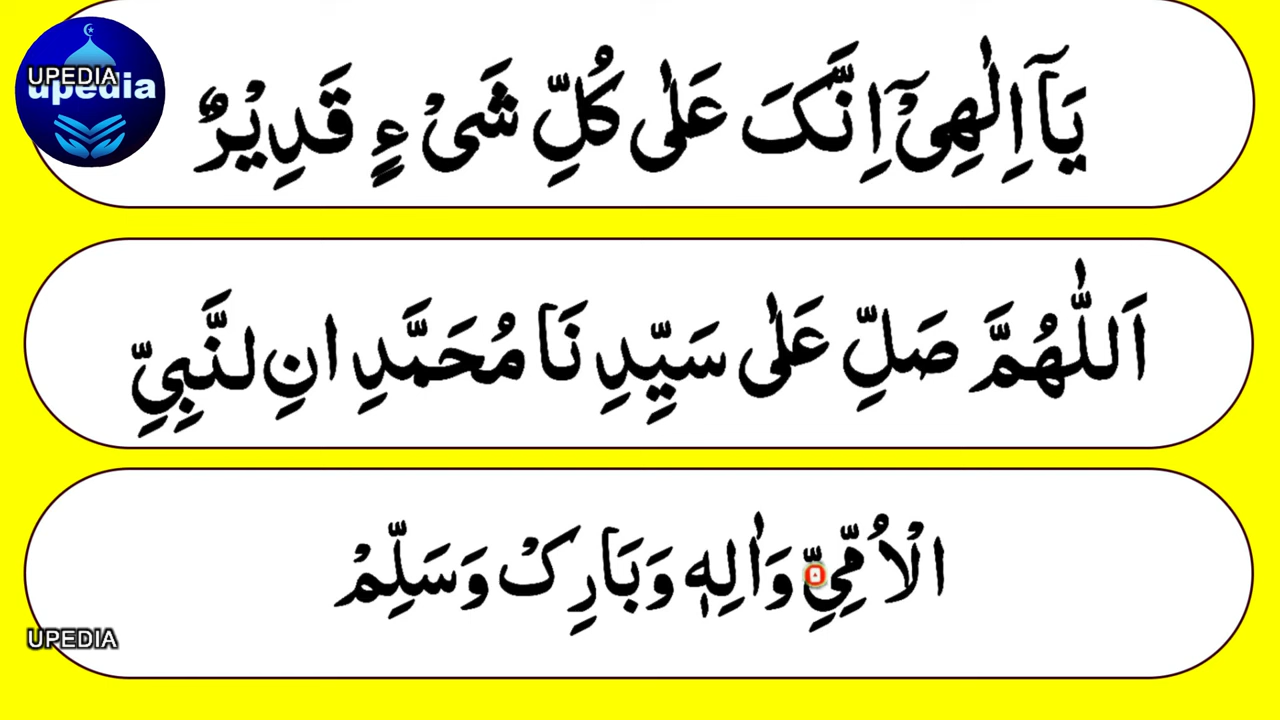 UPEDIA
upedia
يَآ اِلٰهِىْٓ اِنَّکَ عَلٰى كُلِّ شَىْءٍ قَدِيْرٌ
اَللّٰهُمَّ صَلِّ عَلٰى سَيِّدِنَا مُحَمَّدِ انِ لنَّبِيِّ
الْاُمِّيِّ وَاٰلِهٖ وَبَارِکْ وَسَلِّمْ
UPEDIA